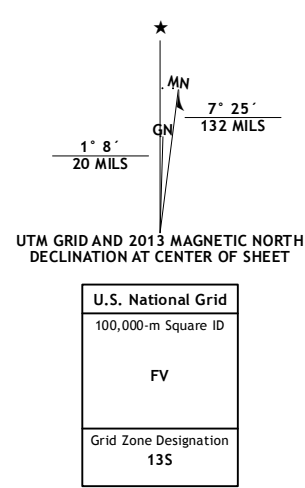 ★
MN
7° 25´
132 MILS
GN
1° 8´
20 MILS
UTM GRID AND 2013 MAGNETIC NORTH
DECLINATION AT CENTER OF SHEET
U.S. National Grid
100,000-m Square ID
FV
Grid Zone Designation
13S